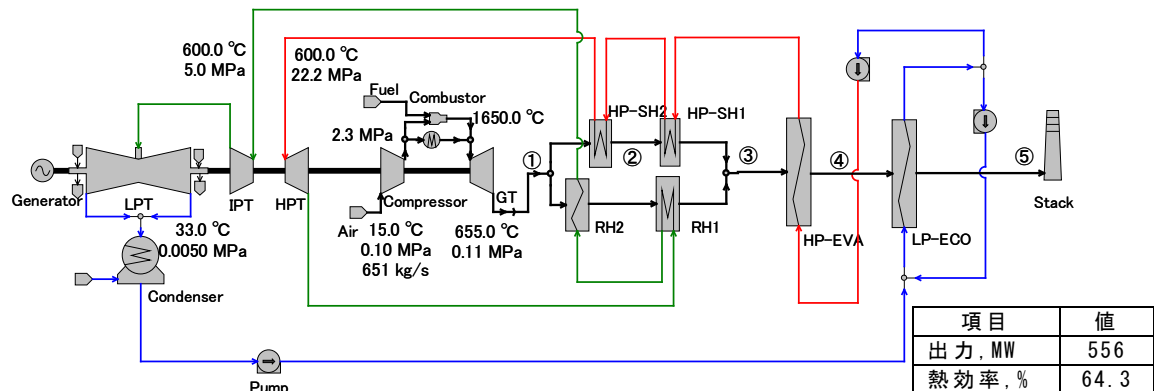 600.0 ℃
5.0 MPa
600.0 ℃
22.2 MPa
Fuel
Combustor
1650.0 ℃
2.3 MPa
HP-SH2
HP-SH1
①
②
③
④
⑤
Generator
LPT
IPT
HPT
Compressor
GT
Air
15.0 ℃
0.10 MPa
651 kg/s
655.0 ℃
0.11 MPa
RH2
RH1
HP-EVA
LP-ECO
Stack
33.0 ℃
0.0050 MPa
Condenser
Pump
項目 値
出力, MW 556
熱効率, % 64.3